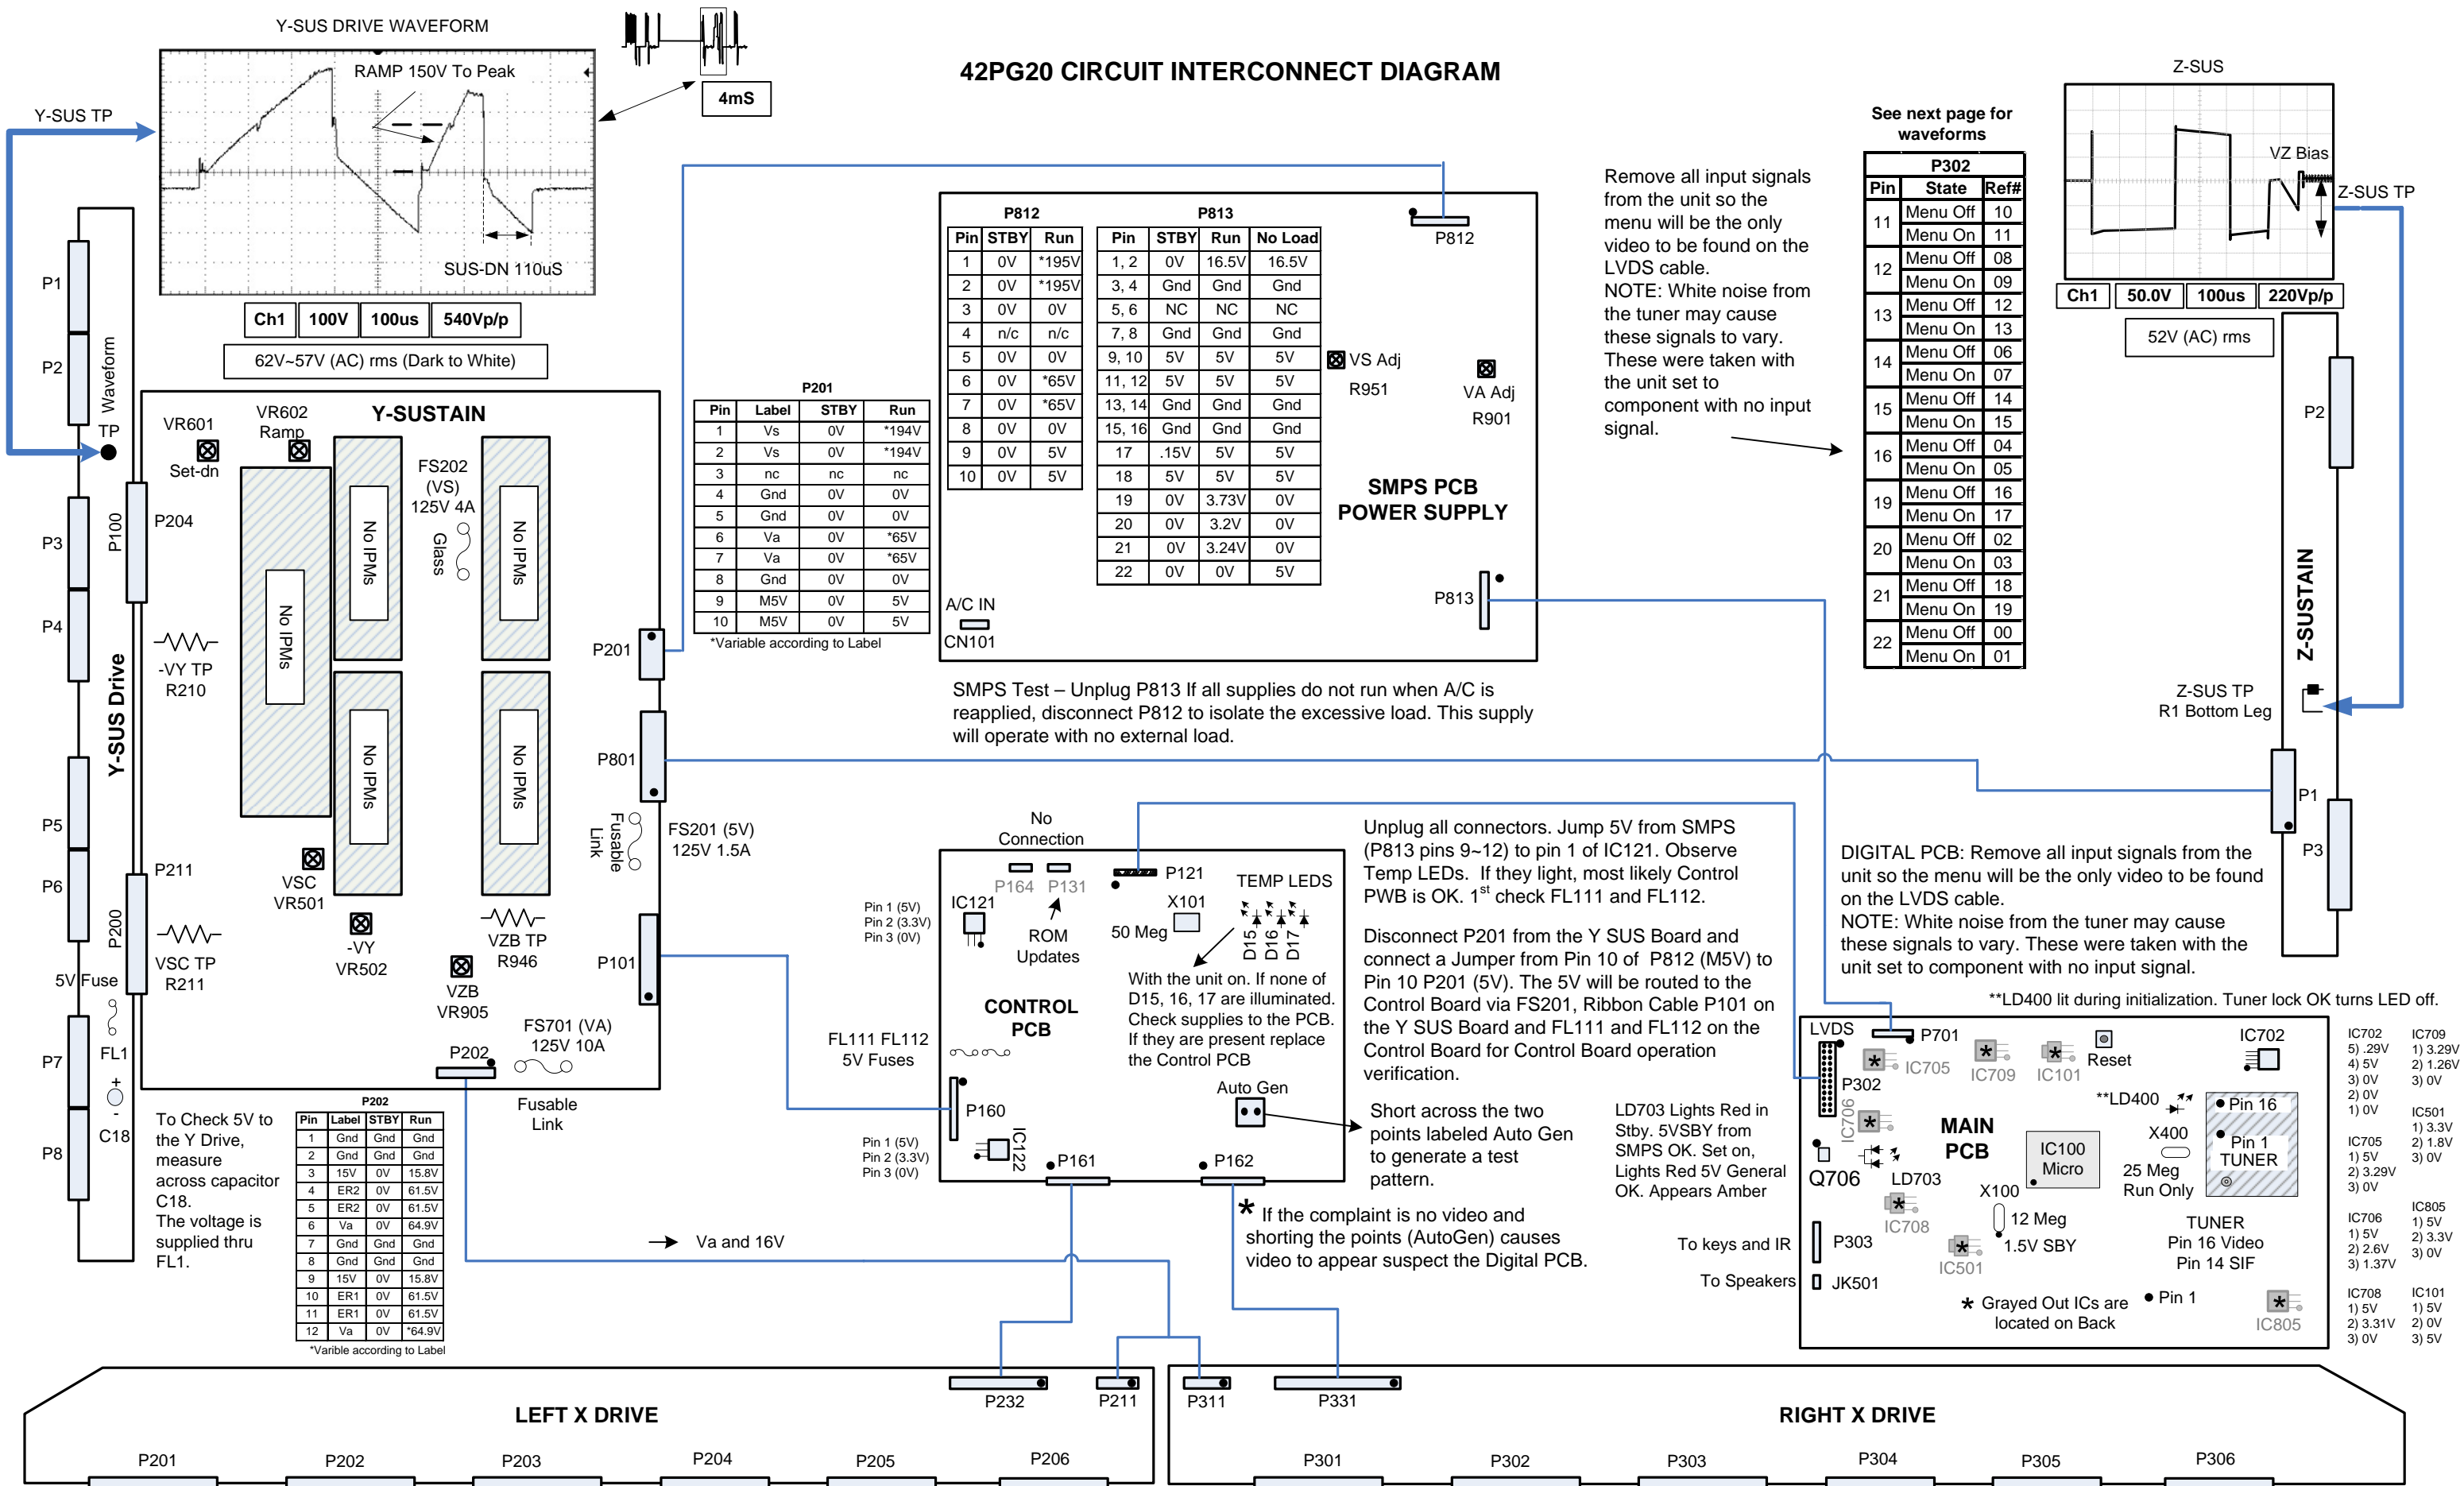 42PG20 CIRCUIT INTERCONNECT DIAGRAM
Y-SUS DRIVE WAVEFORM
RAMP 150V To Peak
SUS-DN 110uS
4mS
Y-SUS TP
Ch1 100V 100us 540Vp/p
62V~57V (AC) rms (Dark to White)
Z-SUS
VZ Bias
Z-SUS TP
Ch1 50.0V 100us 220Vp/p
52V (AC) rms
P1
P2
Waveform
TP
P3
P100
P4
Y-SUS Drive
P5
P6
P200
5V Fuse
FL1
P7
+
-
C18
P8
Y-SUSTAIN
VR601
Set-dn
VR602
Ramp
FS202
(VS)
125V 4A
Glass
No IPMs
No IPMs
No IPMs
No IPMs
No IPMs
P204
-VY TP
R210
P201
P801
Fusable
Link
FS201 (5V)
125V 1.5A
P211
VSC
VR501
VSC TP
R211
-VY
VR502
VZB TP
R946
VZB
VR905
P101
FS701 (VA)
125V 10A
P202
Fusable
Link
To Check 5V to
the Y Drive,
measure
across capacitor
C18.
The voltage is
supplied thru
FL1.
P202
Pin Label STBY Run
1 Gnd Gnd Gnd
2 Gnd Gnd Gnd
3 15V 0V 15.8V
4 ER2 0V 61.5V
5 ER2 0V 61.5V
6 Va 0V 64.9V
7 Gnd Gnd Gnd
8 Gnd Gnd Gnd
9 15V 0V 15.8V
10 ER1 0V 61.5V
11 ER1 0V 61.5V
12 Va 0V *64.9V
*Varible according to Label
P201
Pin Label STBY Run
1 Vs 0V *194V
2 Vs 0V *194V
3 nc nc nc
4 Gnd 0V 0V
5 Gnd 0V 0V
6 Va 0V *65V
7 Va 0V *65V
8 Gnd 0V 0V
9 M5V 0V 5V
10 M5V 0V 5V
*Variable according to Label
P812
Pin STBY Run
1 0V *195V
2 0V *195V
3 0V 0V
4 n/c n/c
5 0V 0V
6 0V *65V
7 0V *65V
8 0V 0V
9 0V 5V
10 0V 5V
P813
Pin STBY Run No Load
1, 2 0V 16.5V 16.5V
3, 4 Gnd Gnd Gnd
5, 6 NC NC NC
7, 8 Gnd Gnd Gnd
9, 10 5V 5V 5V
11, 12 5V 5V 5V
13, 14 Gnd Gnd Gnd
15, 16 Gnd Gnd Gnd
17 .15V 5V 5V
18 5V 5V 5V
19 0V 3.73V 0V
20 0V 3.2V 0V
21 0V 3.24V 0V
22 0V 0V 5V
P812
VS Adj
R951
VA Adj
R901
SMPS PCB
POWER SUPPLY
P813
A/C IN
CN101
SMPS Test – Unplug P813 If all supplies do not run when A/C is
reapplied, disconnect P812 to isolate the excessive load. This supply
will operate with no external load.
Remove all input signals
from the unit so the
menu will be the only
video to be found on the
LVDS cable.
NOTE: White noise from
the tuner may cause
these signals to vary.
These were taken with
the unit set to
component with no input
signal.
See next page for
waveforms
P302
Pin State Ref#
11 Menu Off 10
Menu On 11
12 Menu Off 08
Menu On 09
13 Menu Off 12
Menu On 13
14 Menu Off 06
Menu On 07
15 Menu Off 14
Menu On 15
16 Menu Off 04
Menu On 05
19 Menu Off 16
Menu On 17
20 Menu Off 02
Menu On 03
21 Menu Off 18
Menu On 19
22 Menu Off 00
Menu On 01
P2
Z-SUSTAIN
Z-SUS TP
R1 Bottom Leg
P1
P3
No
Connection
P164 P131
P121
IC121
Pin 1 (5V)
Pin 2 (3.3V)
Pin 3 (0V)
ROM
Updates
X101
50 Meg
TEMP LEDS
D15
D16
D17
With the unit on. If none of
D15, 16, 17 are illuminated.
Check supplies to the PCB.
If they are present replace
the Control PCB
CONTROL
PCB
FL111 FL112
5V Fuses
P160
Pin 1 (5V)
Pin 2 (3.3V)
Pin 3 (0V)
IC122
Auto Gen
P161
P162
Unplug all connectors. Jump 5V from SMPS
(P813 pins 9~12) to pin 1 of IC121. Observe
Temp LEDs. If they light, most likely Control
PWB is OK. 1st check FL111 and FL112.
Disconnect P201 from the Y SUS Board and
connect a Jumper from Pin 10 of P812 (M5V) to
Pin 10 P201 (5V). The 5V will be routed to the
Control Board via FS201, Ribbon Cable P101 on
the Y SUS Board and FL111 and FL112 on the
Control Board for Control Board operation
verification.
Short across the two
points labeled Auto Gen
to generate a test
pattern.
* If the complaint is no video and
shorting the points (AutoGen) causes
video to appear suspect the Digital PCB.
Va and 16V
DIGITAL PCB: Remove all input signals from the
unit so the menu will be the only video to be found
on the LVDS cable.
NOTE: White noise from the tuner may cause
these signals to vary. These were taken with the
unit set to component with no input signal.
**LD400 lit during initialization. Tuner lock OK turns LED off.
LD703 Lights Red in
Stby. 5VSBY from
SMPS OK. Set on,
Lights Red 5V General
OK. Appears Amber
To keys and IR
To Speakers
LVDS
P701
P302
* IC705
* IC709
* IC101
Reset
IC702
IC706 *
Q706
LD703
* IC708
MAIN
PCB
IC100
Micro
**LD400
X400
25 Meg
Run Only
Pin 16
Pin 1
TUNER
X100
12 Meg
1.5V SBY
TUNER
Pin 16 Video
Pin 14 SIF
P303
JK501
* IC501
* Grayed Out ICs are
located on Back
Pin 1
* IC805
IC702
5) .29V
4) 5V
3) 0V
2) 0V
1) 0V
IC705
1) 5V
2) 3.29V
3) 0V
IC706
1) 5V
2) 2.6V
3) 1.37V
IC708
1) 5V
2) 3.31V
3) 0V
IC709
1) 3.29V
2) 1.26V
3) 0V
IC501
1) 3.3V
2) 1.8V
3) 0V
IC805
1) 5V
2) 3.3V
3) 0V
IC101
1) 5V
2) 0V
3) 5V
P232
P211
LEFT X DRIVE
P201 P202 P203 P204 P205 P206
P311
P331
RIGHT X DRIVE
P301 P302 P303 P304 P305 P306